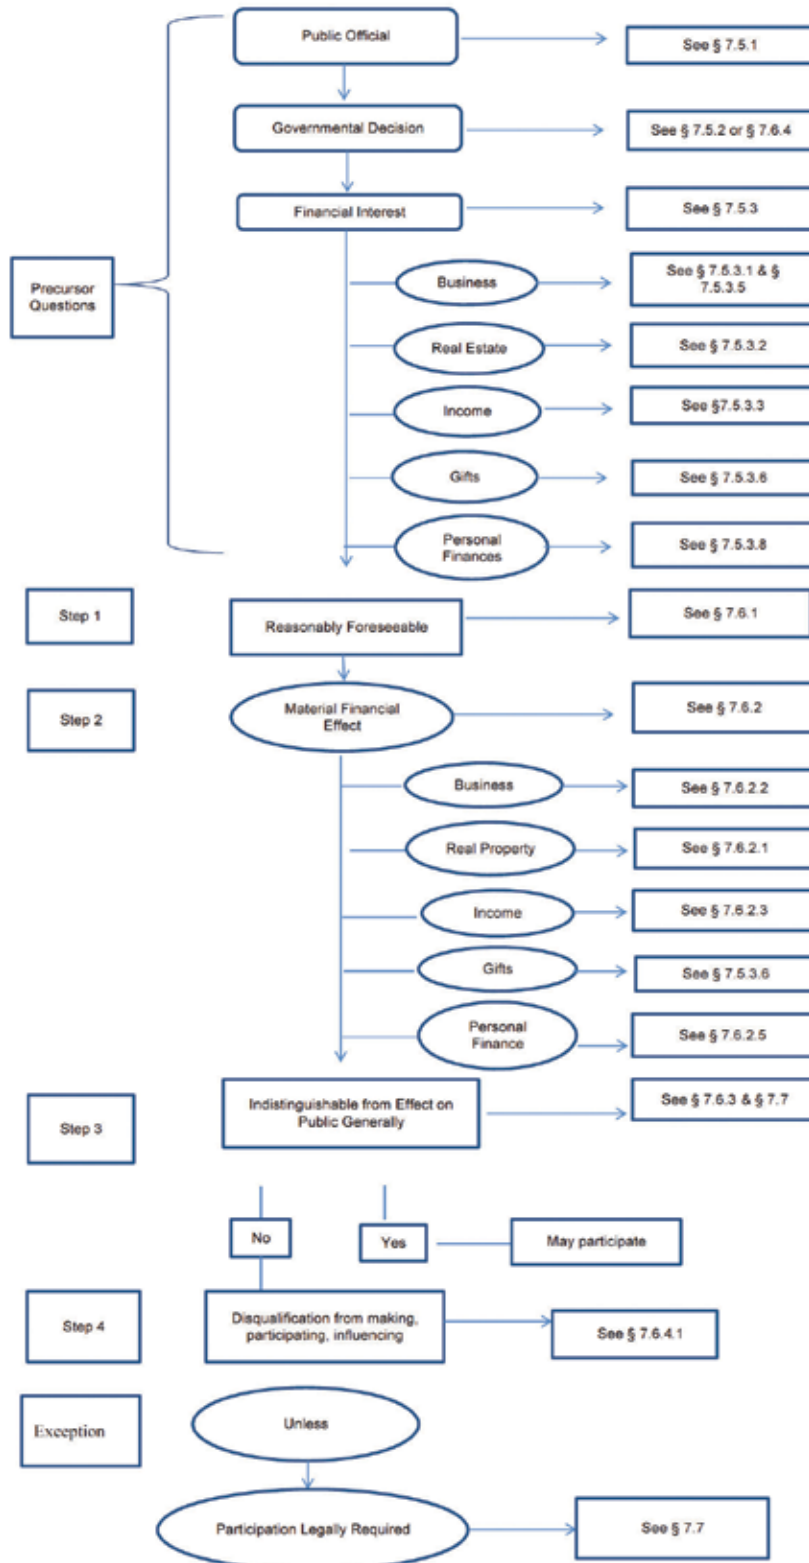 Public Official
See § 7.5.1
Governmental Decision
See § 7.5.2 or § 7.6.4
Financial Interest
See § 7.5.3
Precursor
Questions
Business
See § 7.5.3.1 & §
7.5.3.5
Real Estate
See § 7.5.3.2
Income
See §7.5.3.3
Gifts
See § 7.5.3.6
Personal
Finances
See § 7.5.3.8
Step 1
Reasonably Foreseeable
See § 7.6.1
Step 2
Material Financial
Effect
See § 7.6.2
Business
See § 7.6.2.2
Real Property
See § 7.6.2.1
Income
See § 7.6.2.3
Gifts
See § 7.5.3.6
Personal
Finance
See § 7.6.2.5
Step 3
Indistinguishable from Effect on
Public Generally
See § 7.6.3 & § 7.7
No
Yes
May participate
Step 4
Disqualification from making,
participating, influencing
See § 7.6.4.1
Exception
Unless
Participation Legally Required
See § 7.7